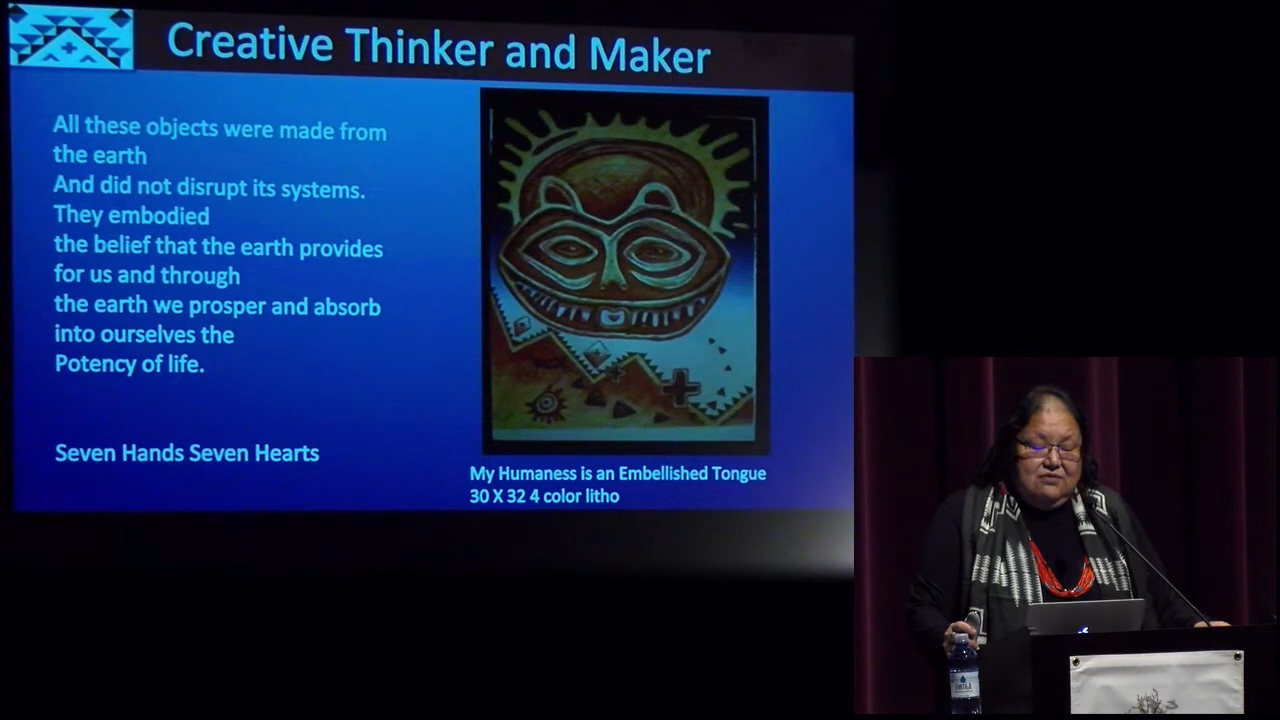 Creative Thinker and Maker
All these objects were made from
the earth
And did not disrupt its systems.
They embodied
the belief that the earth provides
for us and through
the earth we prosper and absorb
into ourselves the
Potency of life.
Seven Hands Seven Hearts
My Humaness is an Embellished Tongue
30 X 32 4 color litho